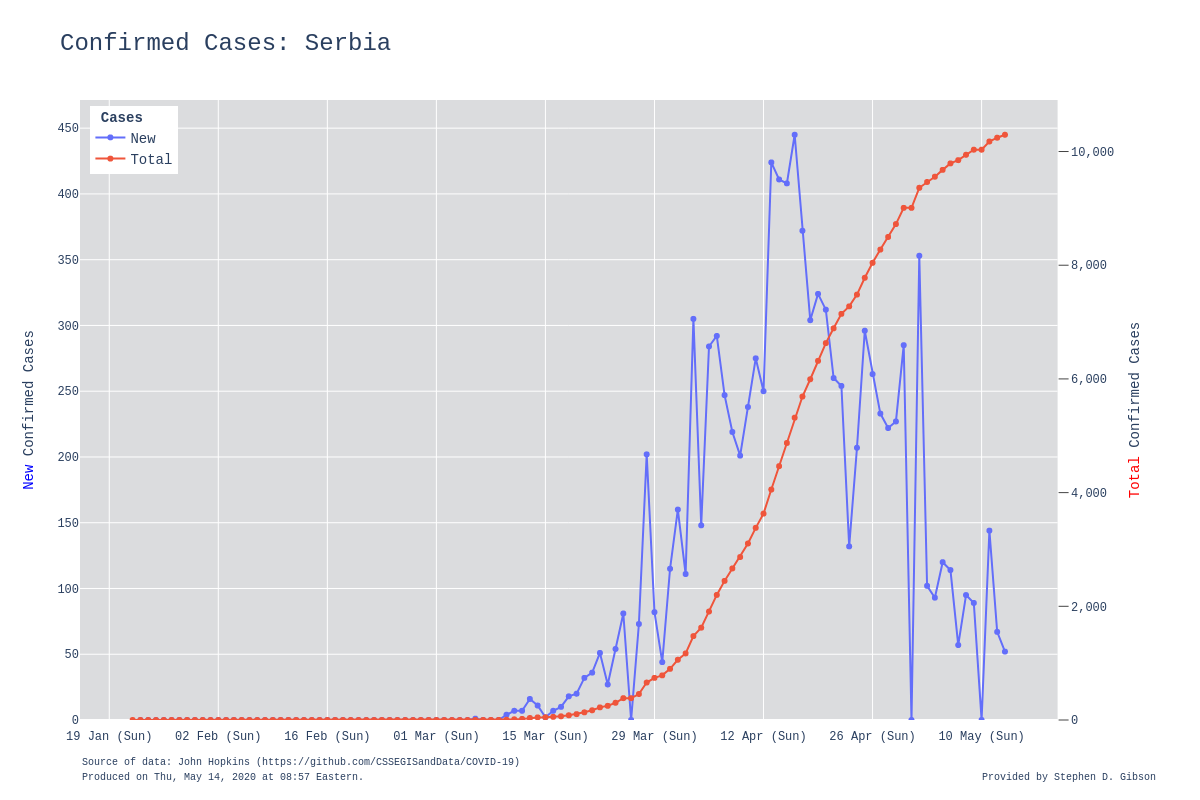 Confirmed Cases: Serbia
Cases
New
Total
450
400
350
300
250
200
150
100
50
0
New Confirmed Cases
10,000
8,000
6,000
4,000
2,000
0
Total Confirmed Cases
19 Jan (Sun) 02 Feb (Sun) 16 Feb (Sun) 01 Mar (Sun) 15 Mar (Sun) 29 Mar (Sun) 12 Apr (Sun) 26 Apr (Sun) 10 May (Sun)
Source of data: John Hopkins (https://github.com/CSSEGISandData/COVID-19)
Produced on Thu, May 14, 2020 at 08:57 Eastern.
Provided by Stephen D. Gibson